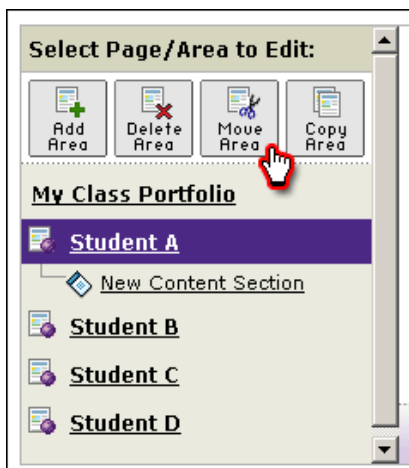 Select Page/Area to Edit:
Add Area
Delete Area
Move Area
Copy Area
My Class Portfolio
Student A
New Content Section
Student B
Student C
Student D